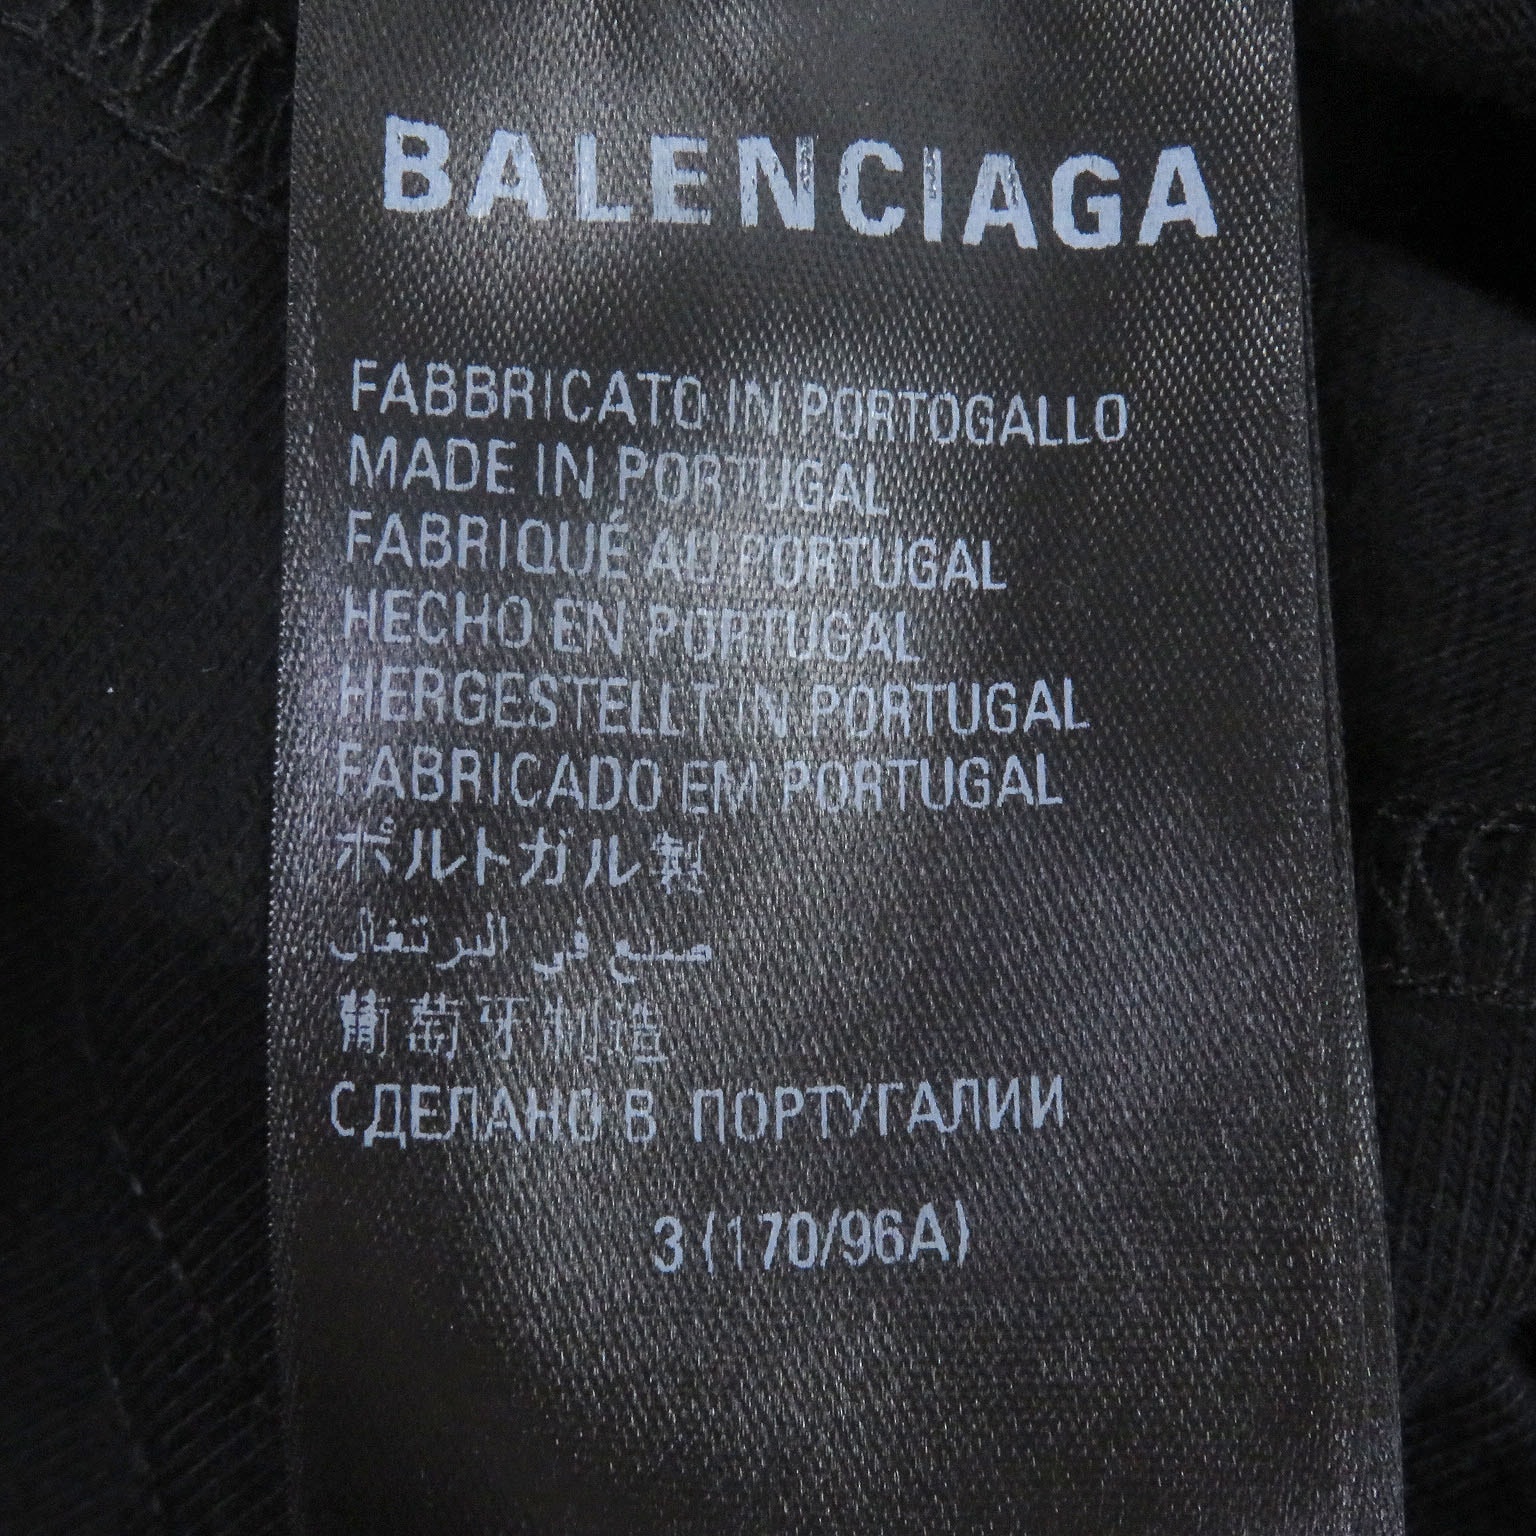 BALENCIAGA
FABBRICATO IN PORTOGALLO
MADE IN PORTUGAL
FABRIQUÉ AU PORTUGAL
HECHO EN PORTUGAL
HERGESTELLT IN PORTUGAL
FABRICADO EM PORTUGAL
ポルトガル製
صنع في البرتغال
葡萄牙制造
СДЕЛАНО В ПОРТУГАЛИИ
3 (170/96A)